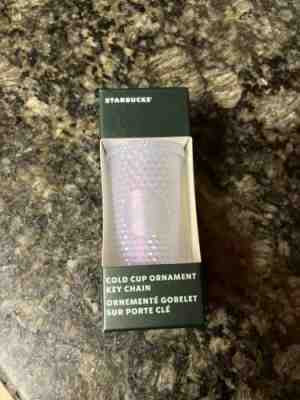 STARBUCKS®
COLD CUP ORNAMENT
KEY CHAIN
ORNEMENTÉ GOBELET
SUR PORTE CLÉ